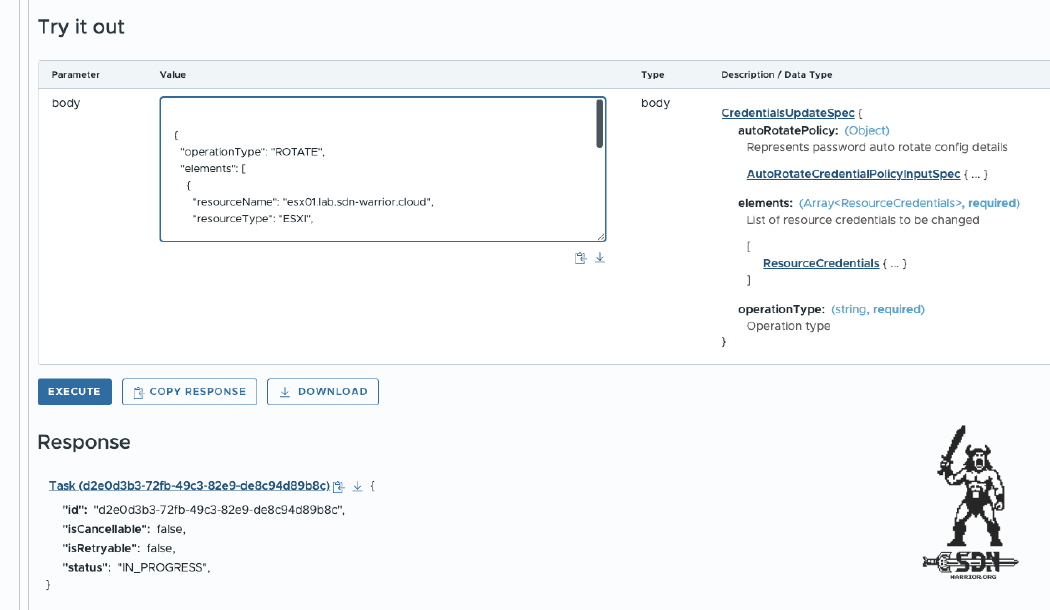 Try it out
Parameter Value Type Description / Data Type
body body
{
"operationType": "ROTATE",
"elements": [
{
"resourceName": "esx01.lab.sdn-warrior.cloud",
"resourceType": "ESXI",
CredentialsUpdateSpec {
autoRotatePolicy: (Object)
Represents password auto rotate config details
AutoRotateCredentialPolicyInputSpec { ... }
elements: (Array<ResourceCredentials>, required)
List of resource credentials to be changed
[
ResourceCredentials { ... }
]
operationType: (string, required)
Operation type
}
EXECUTE COPY RESPONSE DOWNLOAD
Response
Task (d2e0d3b3-72fb-49c3-82e9-de8c94d89b8c) {
"id": "d2e0d3b3-72fb-49c3-82e9-de8c94d89b8c",
"isCancellable": false,
"isRetryable": false,
"status": "IN_PROGRESS",
}
SDN
WARRIOR.ORG